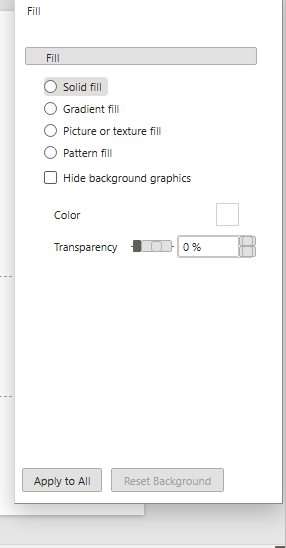 Fill
Fill
Solid fill
Gradient fill
Picture or texture fill
Pattern fill
Hide background graphics
Color
Transparency 0 %
Apply to All Reset Background